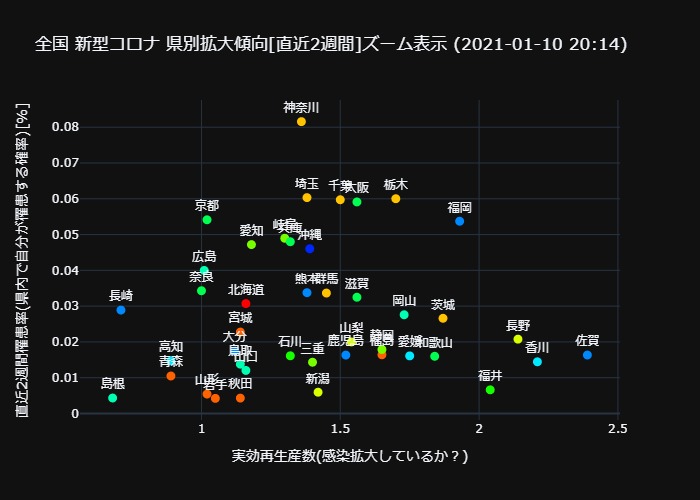 全国 新型コロナ 県別拡大傾向[直近2週間]ズーム表示 (2021-01-10 20:14)
直近2週間罹患率(県内で自分が罹患する確率)[%]
神奈川
0.08
0.07
埼玉 千葉 大阪 栃木
0.06
京都 福岡
愛知 岐阜 兵庫 沖縄
0.05
広島
0.04
奈良 熊本 群馬 滋賀
長崎 北海道
0.03
岡山 茨城
宮城
山梨 長野
0.02
高知 大分 鳥取 石川 三重 鹿児島 静岡 福島 愛媛 和歌山 香川 佐賀
青森 山口
0.01
島根 山形 岩手 秋田 新潟 福井
0
1 1.5 2 2.5
実効再生産数(感染拡大しているか？)